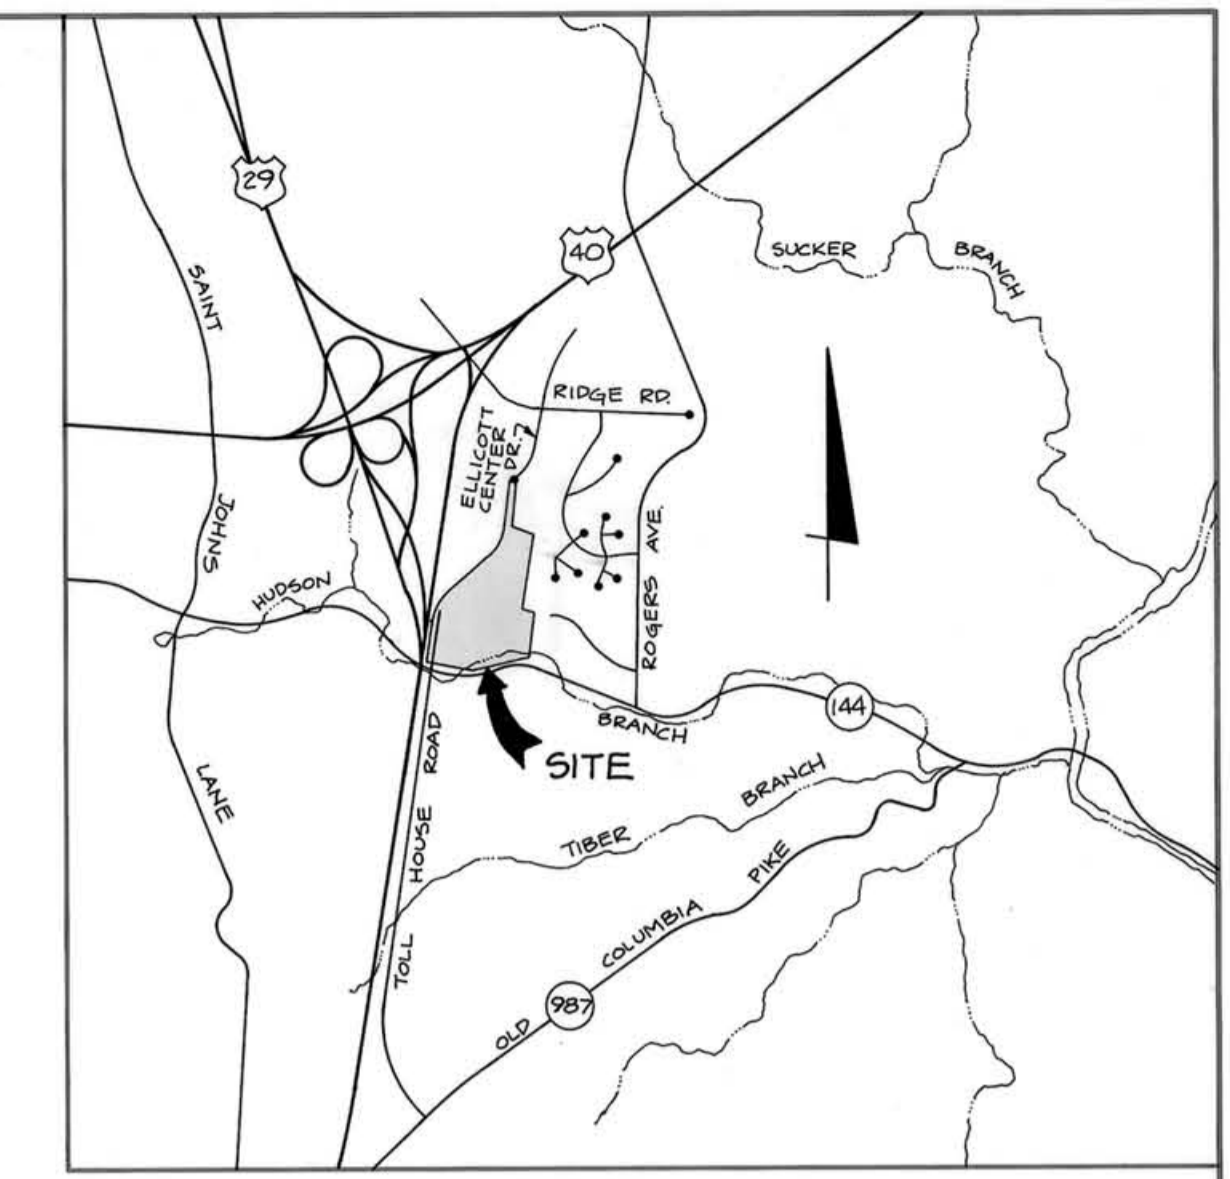 29
40
SUCKER
BRANCH
SAINT
JOHNS
LANE
RIDGE RD.
ELLICOTT
CENTER
DR.
ROGERS AVE.
HUDSON
BRANCH
144
SITE
TOLL HOUSE ROAD
TIBER BRANCH
OLD COLUMBIA PIKE
987